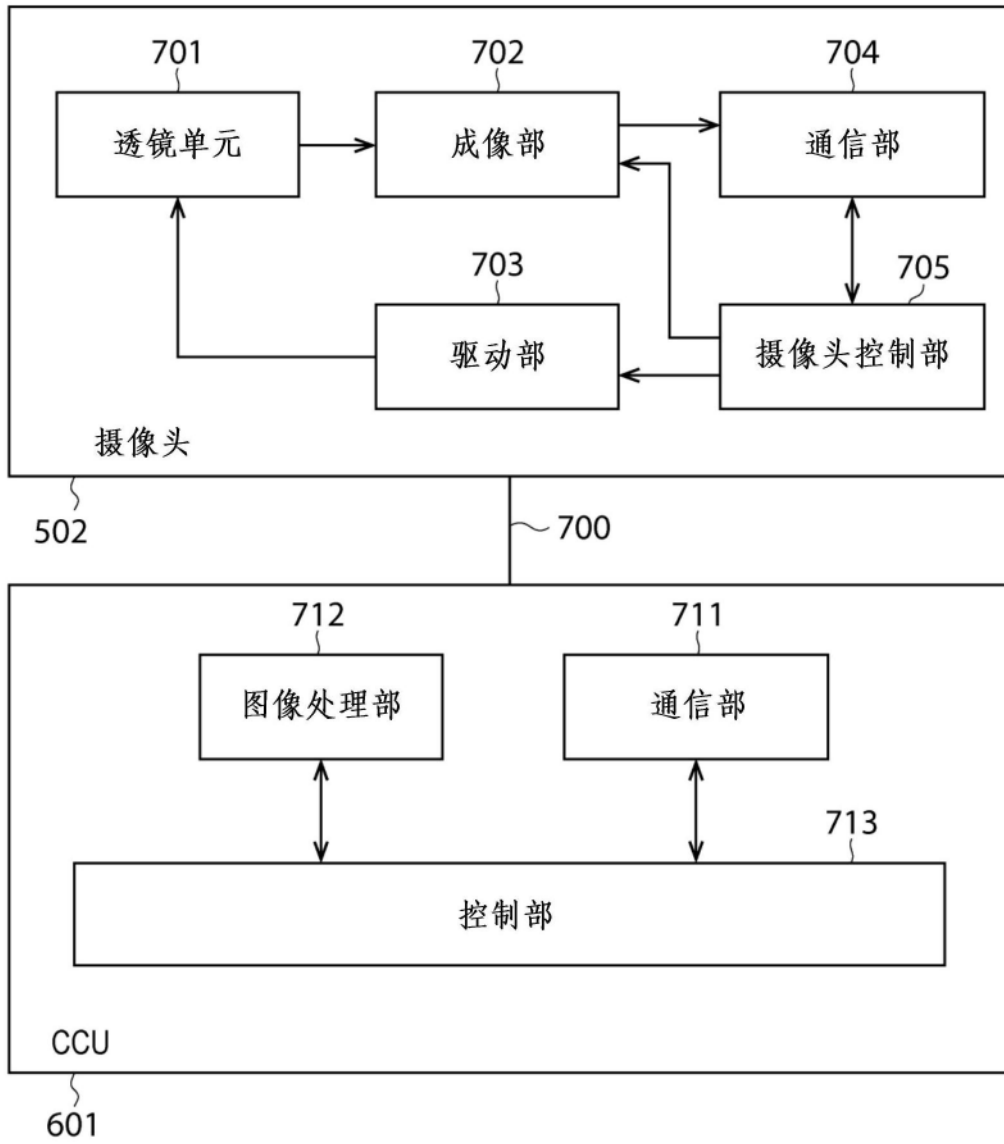 701 702 704
透镜单元 成像部 通信部
703 705
驱动部 摄像头控制部
摄像头
502 700
712 711
图像处理部 通信部
713
控制部
CCU
601